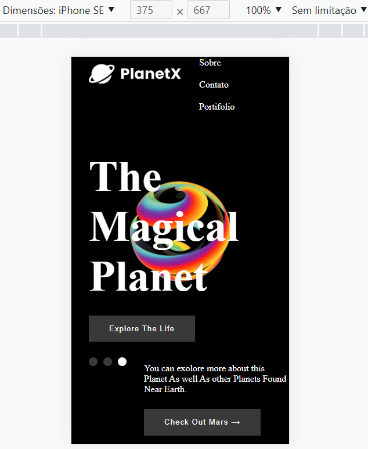 Dimensões: iPhone SE ▼ 375 × 667 100% ▼ Sem limitação ▼
PlanetX
Sobre
Contato
Portifolio
The
Magical
Planet
Explore The Life
You can exolore more about this
Planet As well As other Planets Found
Near Earth.
Check Out Mars →